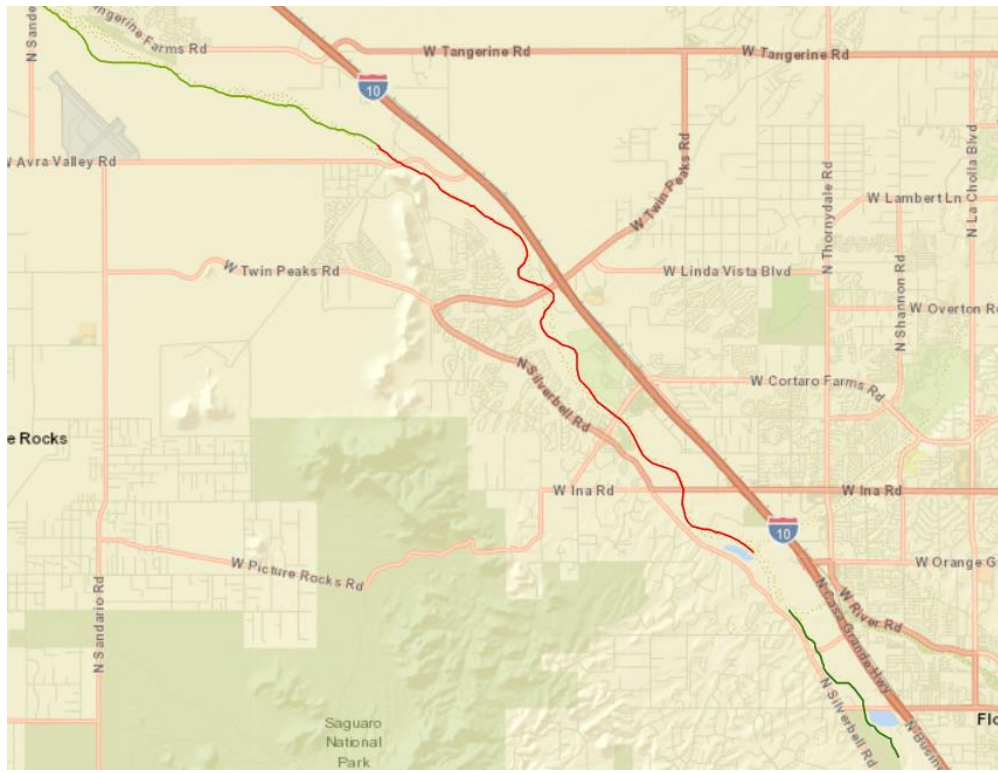 N Sande
Tangerine Farms Rd
W Tangerine Rd
W Tangerine Rd
10
W Avra Valley Rd
W Twin Peaks Rd
N Thornydale Rd
N La Cholla Blvd
W Lambert Ln
W Twin Peaks Rd
W Linda Vista Blvd
N Shannon Rd
W Overton Rd
N Silverbell Rd
W Cortaro Farms Rd
e Rocks
W Ina Rd
W Ina Rd
10
W Picture Rocks Rd
W Orange G
N Sandario Rd
N Casa Grande Hwy
W River Rd
N Silverbell Rd
Saguaro
National
Park
Flo
N Busine